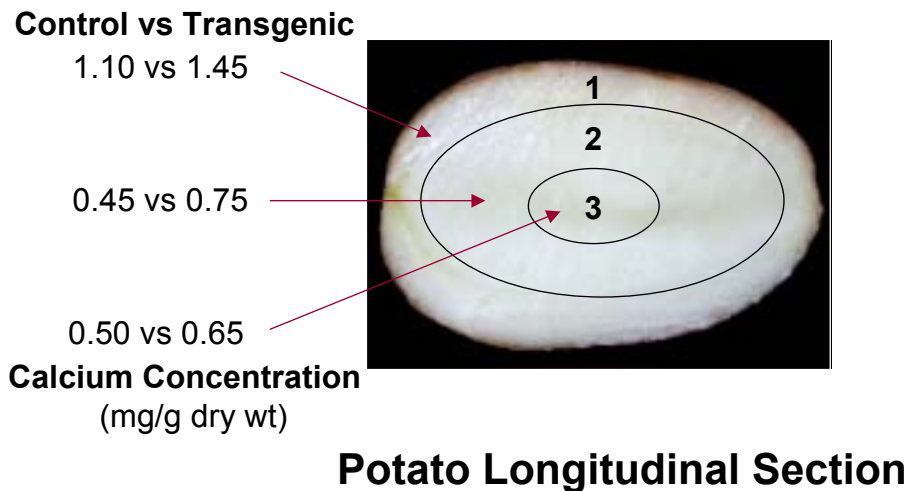 Control vs Transgenic
1.10 vs 1.45
1
2
0.45 vs 0.75
3
0.50 vs 0.65
Calcium Concentration
(mg/g dry wt)
Potato Longitudinal Section